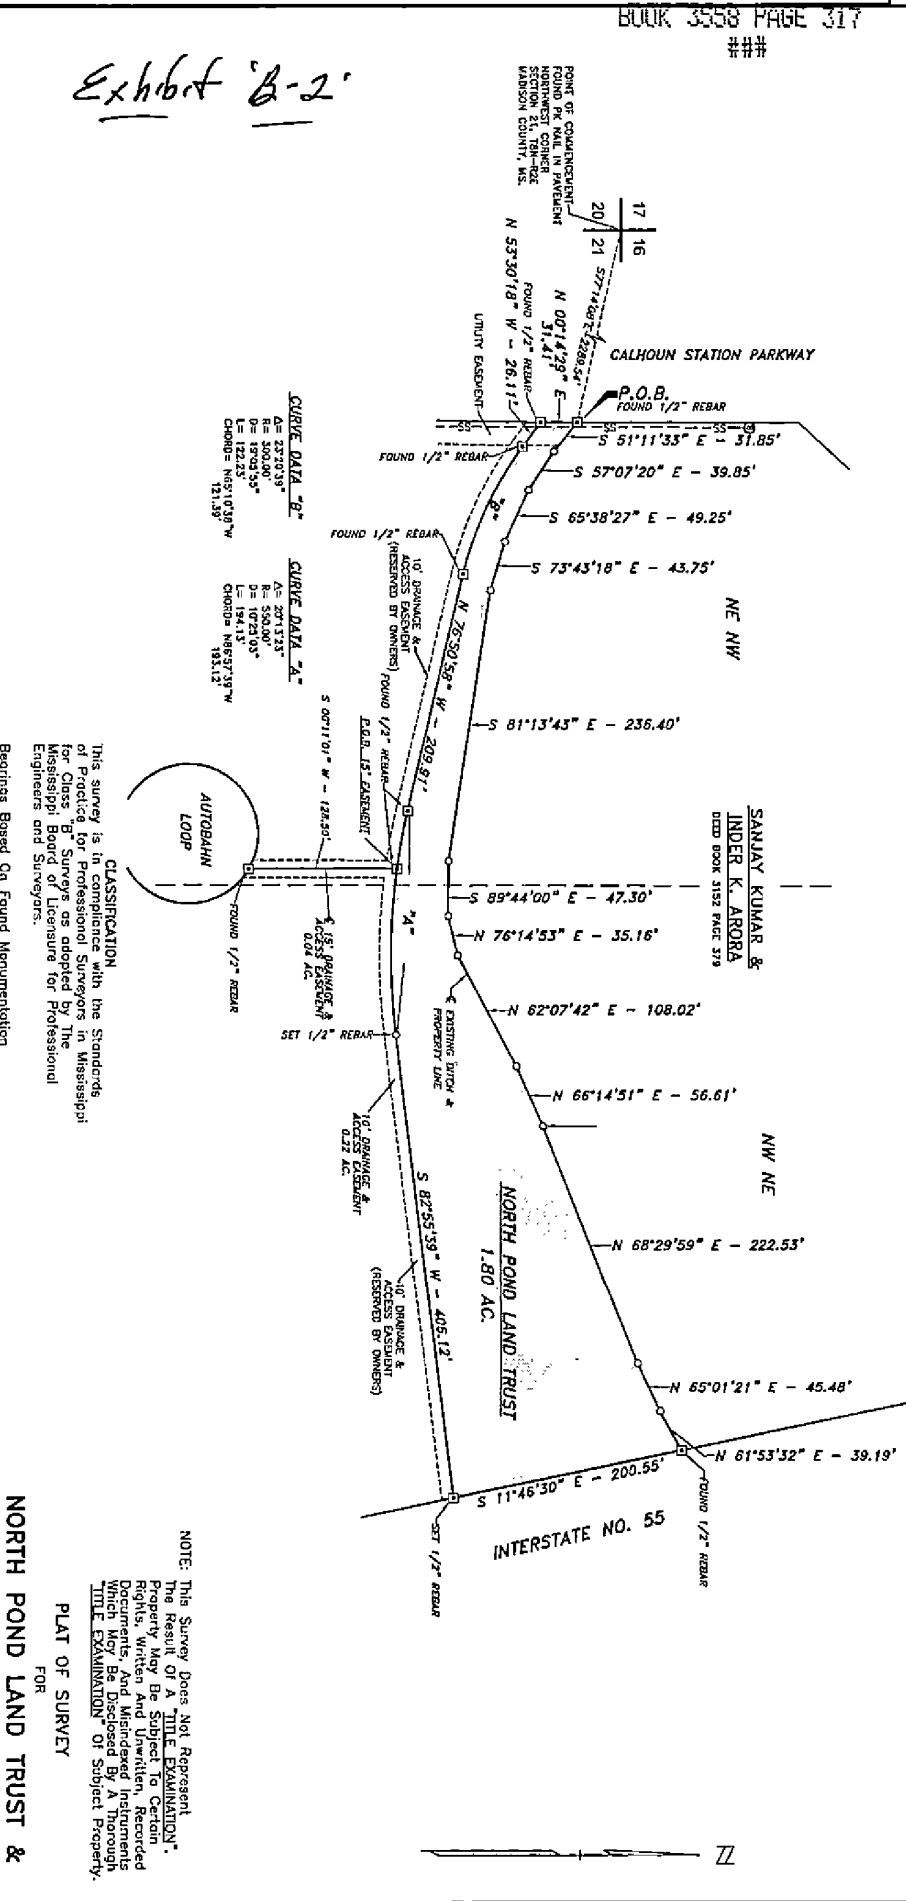 BOOK 3558 PAGE 317
###
Exhibit 'B-2'
POINT OF COMMENCEMENT
FOUND PK NAIL IN PAVEMENT
NORTHWEST CORNER
SECTION 21, T8N-R2E
MADISON COUNTY, MS.
17
16
20
21
S77°14'08"E - 2289.54'
CALHOUN STATION PARKWAY
P.O.B.
FOUND 1/2" REBAR
N 00°14'29" E
31.41'
FOUND 1/2" REBAR
N 53°30'18" W - 26.11'
UTILITY EASEMENT
SS
SS
SS
S 51°11'33" E - 31.85'
FOUND 1/2" REBAR
S 57°07'20" E - 39.85'
S 65°38'27" E - 49.25'
S 73°43'18" E - 43.75'
"B"
FOUND 1/2" REBAR
CURVE DATA "B"
Δ= 23°20'39"
R= 300.00'
D= 19°05'55"
L= 122.23'
CHORD= N65°10'38"W
121.39'
CURVE DATA "A"
Δ= 20°13'23"
R= 550.00'
D= 10°25'03"
L= 194.13'
CHORD= N86°57'39"W
193.12'
10' DRAINAGE &
ACCESS EASEMENT
(RESERVED BY OWNERS)
N 76°50'58" W - 209.91'
NE NW
S 81°13'43" E - 236.40'
FOUND 1/2" REBAR
P.O.B. 15' EASEMENT
S 00°11'01" W - 128.90'
AUTOBAHN
LOOP
FOUND 1/2" REBAR
SANJAY KUMAR &
INDER K. ARORA
DEED BOOK 3152 PAGE 379
S 89°44'00" E - 47.30'
N 76°14'53" E - 35.16'
"A"
℄ 15' DRAINAGE &
ACCESS EASEMENT
0.04 AC.
SET 1/2" REBAR
℄ EXISTING DITCH &
PROPERTY LINE
N 62°07'42" E - 108.02'
N 66°14'51" E - 56.61'
NW NE
10' DRAINAGE &
ACCESS EASEMENT
0.22 AC.
S 82°55'39" W - 405.12'
NORTH POND LAND TRUST
1.80 AC.
N 68°29'59" E - 222.53'
10' DRAINAGE &
ACCESS EASEMENT
(RESERVED BY OWNERS)
N 65°01'21" E - 45.48'
N 61°53'32" E - 39.19'
FOUND 1/2" REBAR
S 11°46'30" E - 200.55'
SET 1/2" REBAR
INTERSTATE NO. 55
CLASSIFICATION
This survey is in compliance with the Standards
of Practice for Professional Surveyors in Mississippi
for Class "B" Surveys as adopted by The
Mississippi Board of Licensure for Professional
Engineers and Surveyors.
Bearings Based On Found Monumentation
NOTE: This Survey Does Not Represent
The Result Of A "TITLE EXAMINATION".
Property May Be Subject To Certain
Rights, Written And Unwritten, Recorded
Documents, And Misindexed Instruments
Which May Be Disclosed By A Thorough
"TITLE EXAMINATION" Of Subject Property.
PLAT OF SURVEY
FOR
NORTH POND LAND TRUST &
N